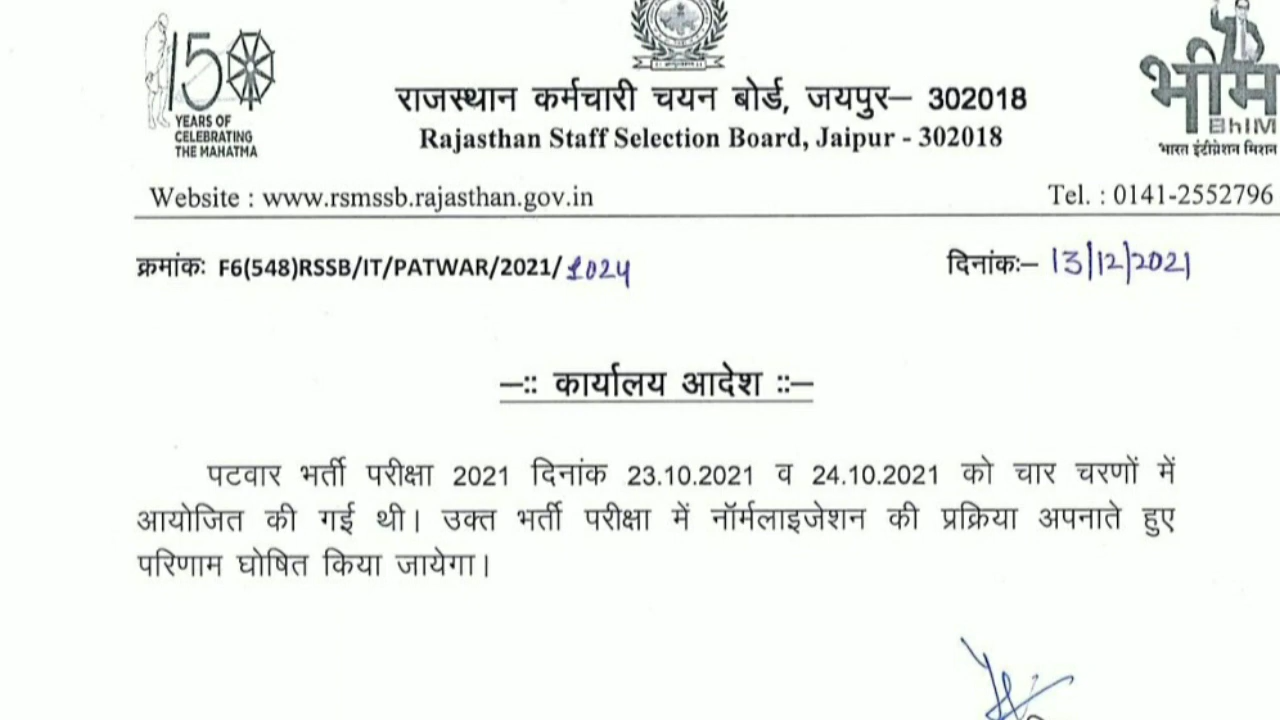 150
YEARS OF
CELEBRATING
THE MAHATMA
भीम
BhIM
भारत इंटीग्रेशन मिशन
राजस्थान कर्मचारी चयन बोर्ड, जयपुर– 302018
Rajasthan Staff Selection Board, Jaipur - 302018
Website : www.rsmssb.rajasthan.gov.in Tel. : 0141-2552796
क्रमांकः F6(548)RSSB/IT/PATWAR/2021/1024 दिनांकः– 13/12/2021
–:: कार्यालय आदेश ::–
पटवार भर्ती परीक्षा 2021 दिनांक 23.10.2021 व 24.10.2021 को चार चरणों में
आयोजित की गई थी। उक्त भर्ती परीक्षा में नॉर्मलाइजेशन की प्रक्रिया अपनाते हुए
परिणाम घोषित किया जायेगा।